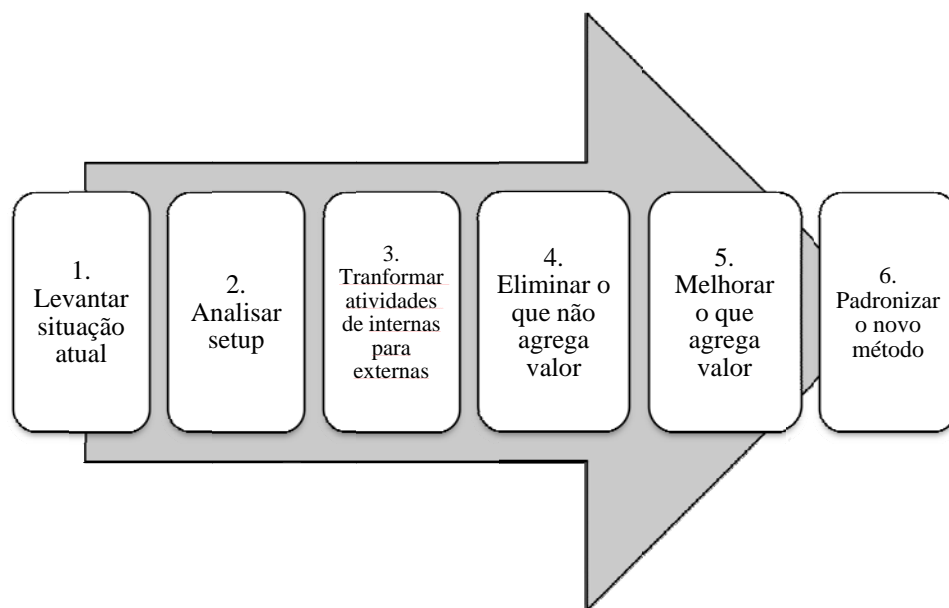 1.
Levantar
situação
atual
2.
Analisar
setup
3.
Tranformar
atividades
de internas
para
externas
4.
Eliminar o
que não
agrega
valor
5.
Melhorar
o que
agrega
valor
6.
Padronizar
o novo
método